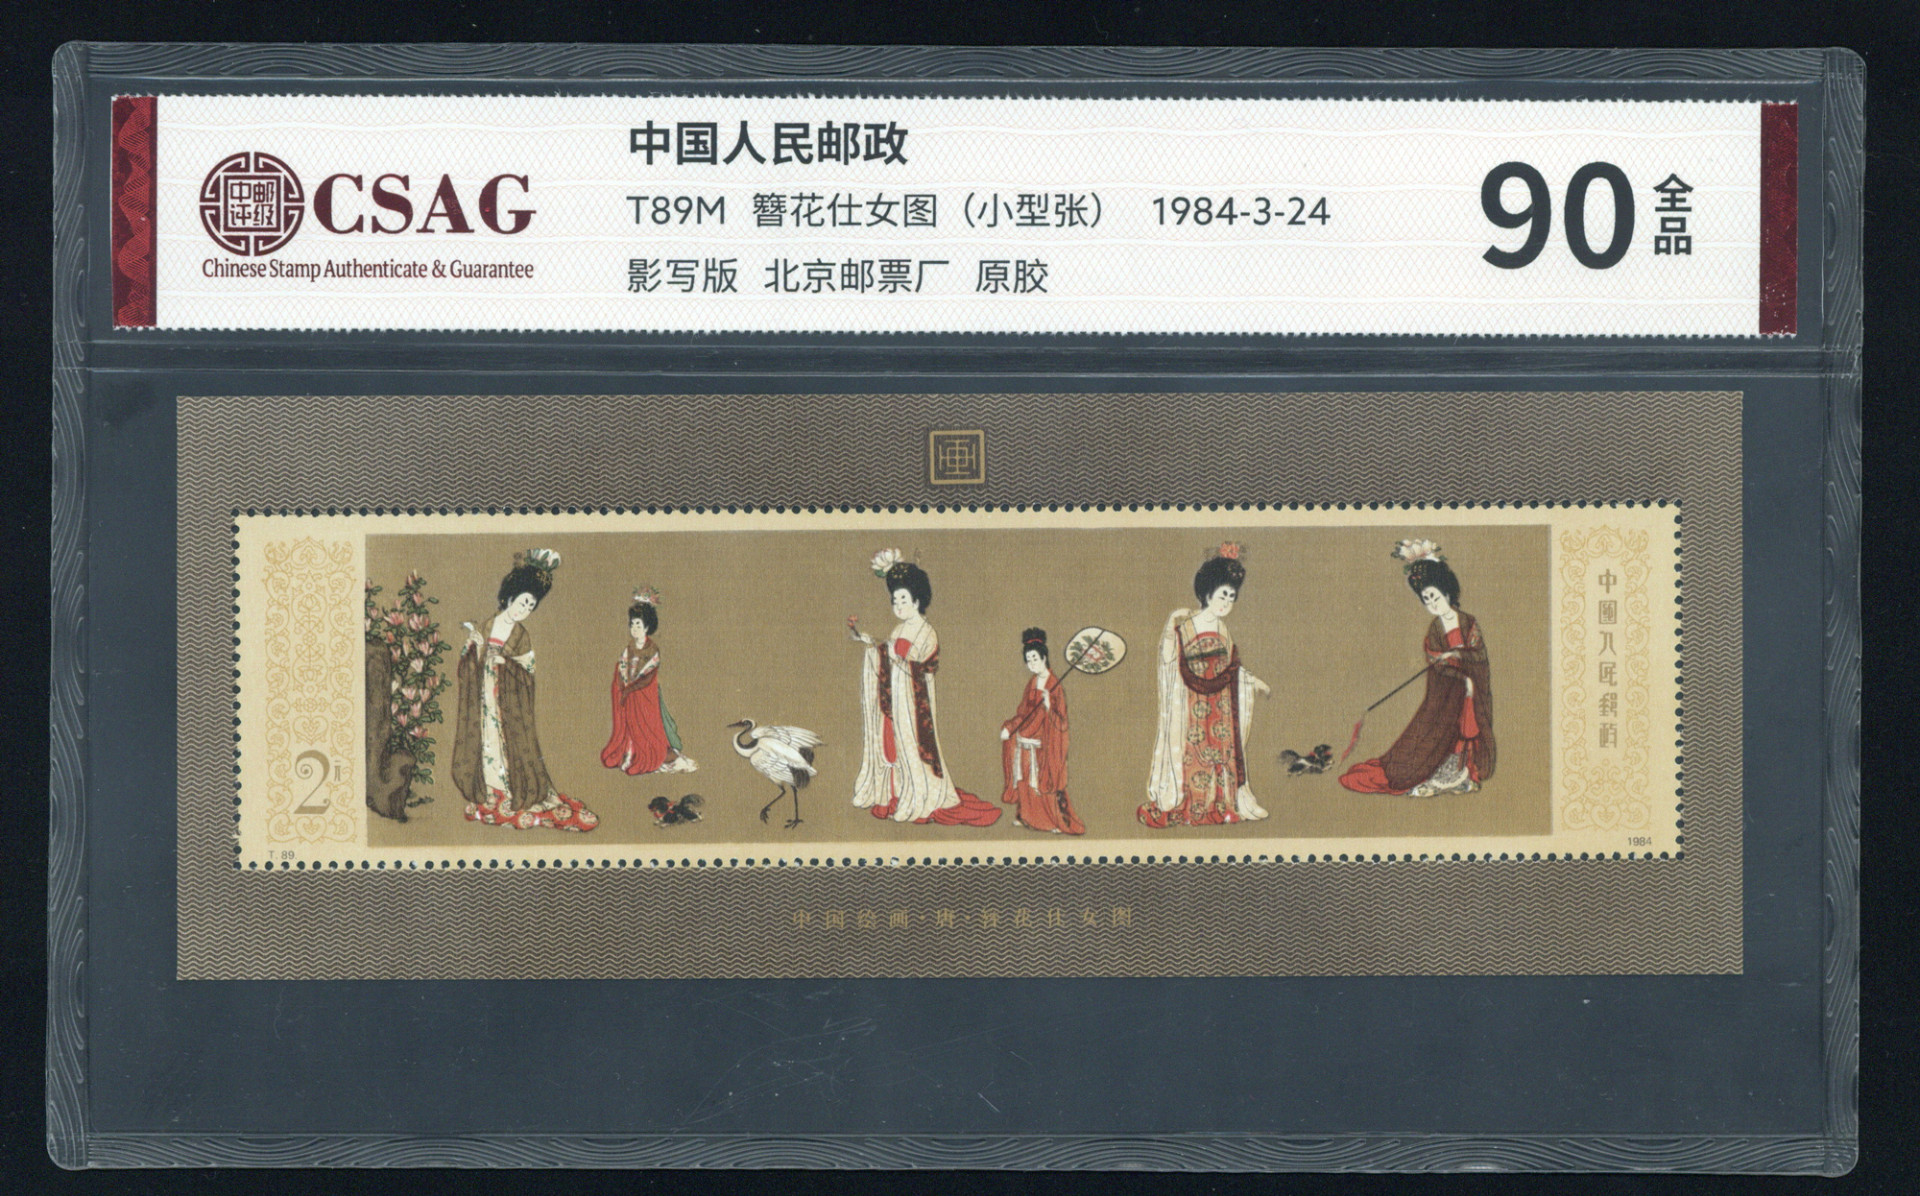 中国人民邮政
中邮评级
CSAG
Chinese Stamp Authenticate & Guarantee
T89M 簪花仕女图（小型张） 1984-3-24
影写版 北京邮票厂 原胶
90 全品
画
中國人民郵政
2元
T. 89.
1984
中国绘画·唐·簪花仕女图